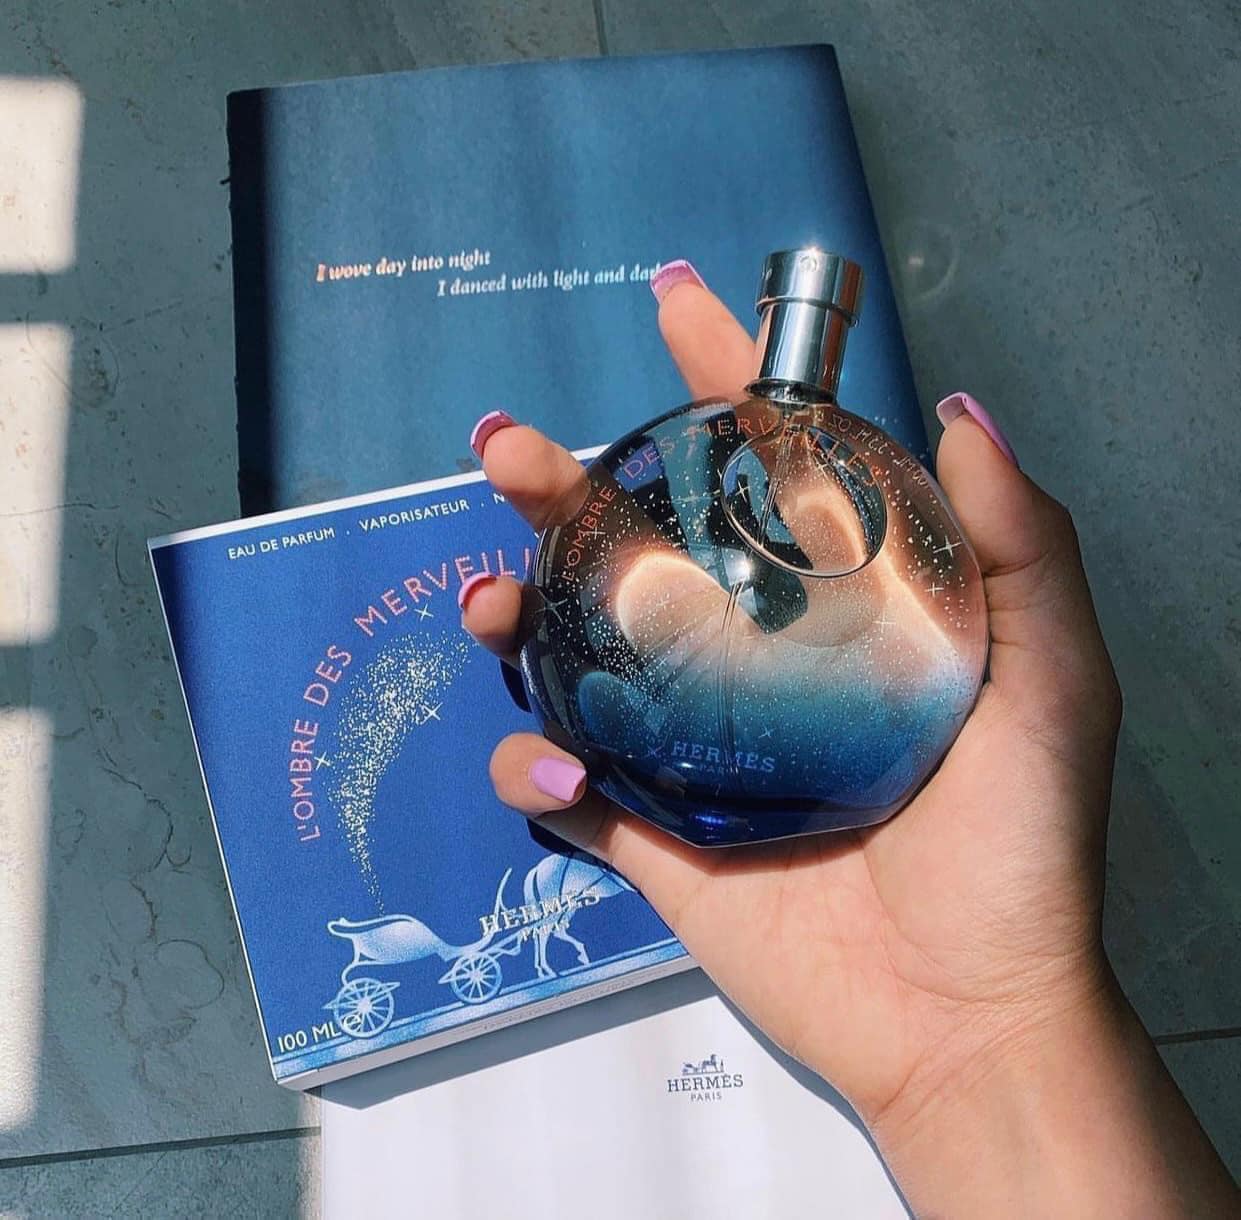 I wove day into night
I danced with light and dark
EAU DE PARFUM . VAPORISATEUR .
L'OMBRE DES
HERMÈS
PARIS
100 ML e
L'OMBRE DES MERVEILLES
HERMÈS
PARIS
HERMÈS
PARIS